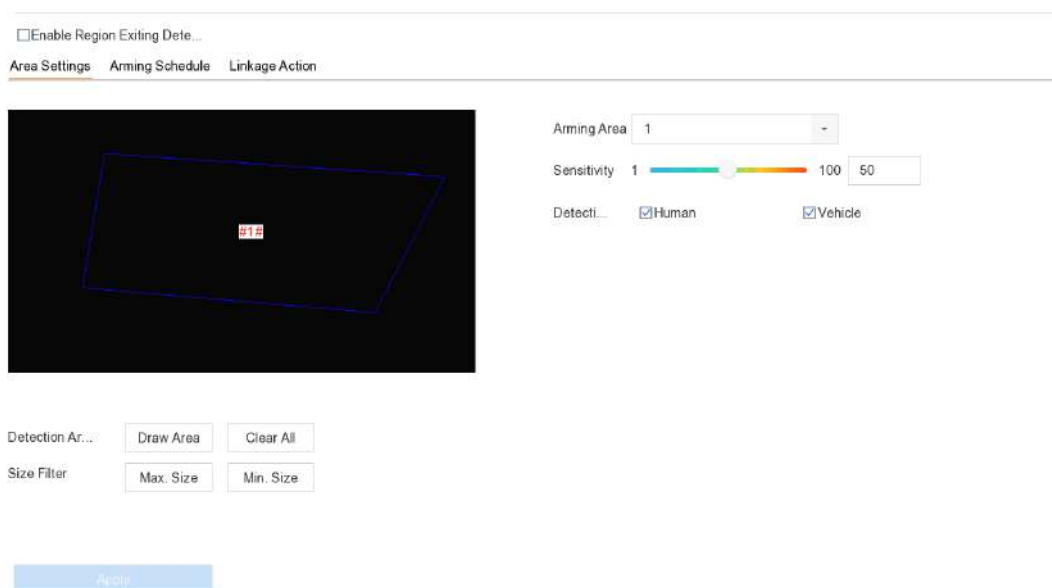 Enable Region Exiting Dete...
Area Settings Arming Schedule Linkage Action
Arming Area 1
Sensitivity 1 100 50
Detecti... Human Vehicle
#1#
Detection Ar... Draw Area Clear All
Size Filter Max. Size Min. Size
Apply